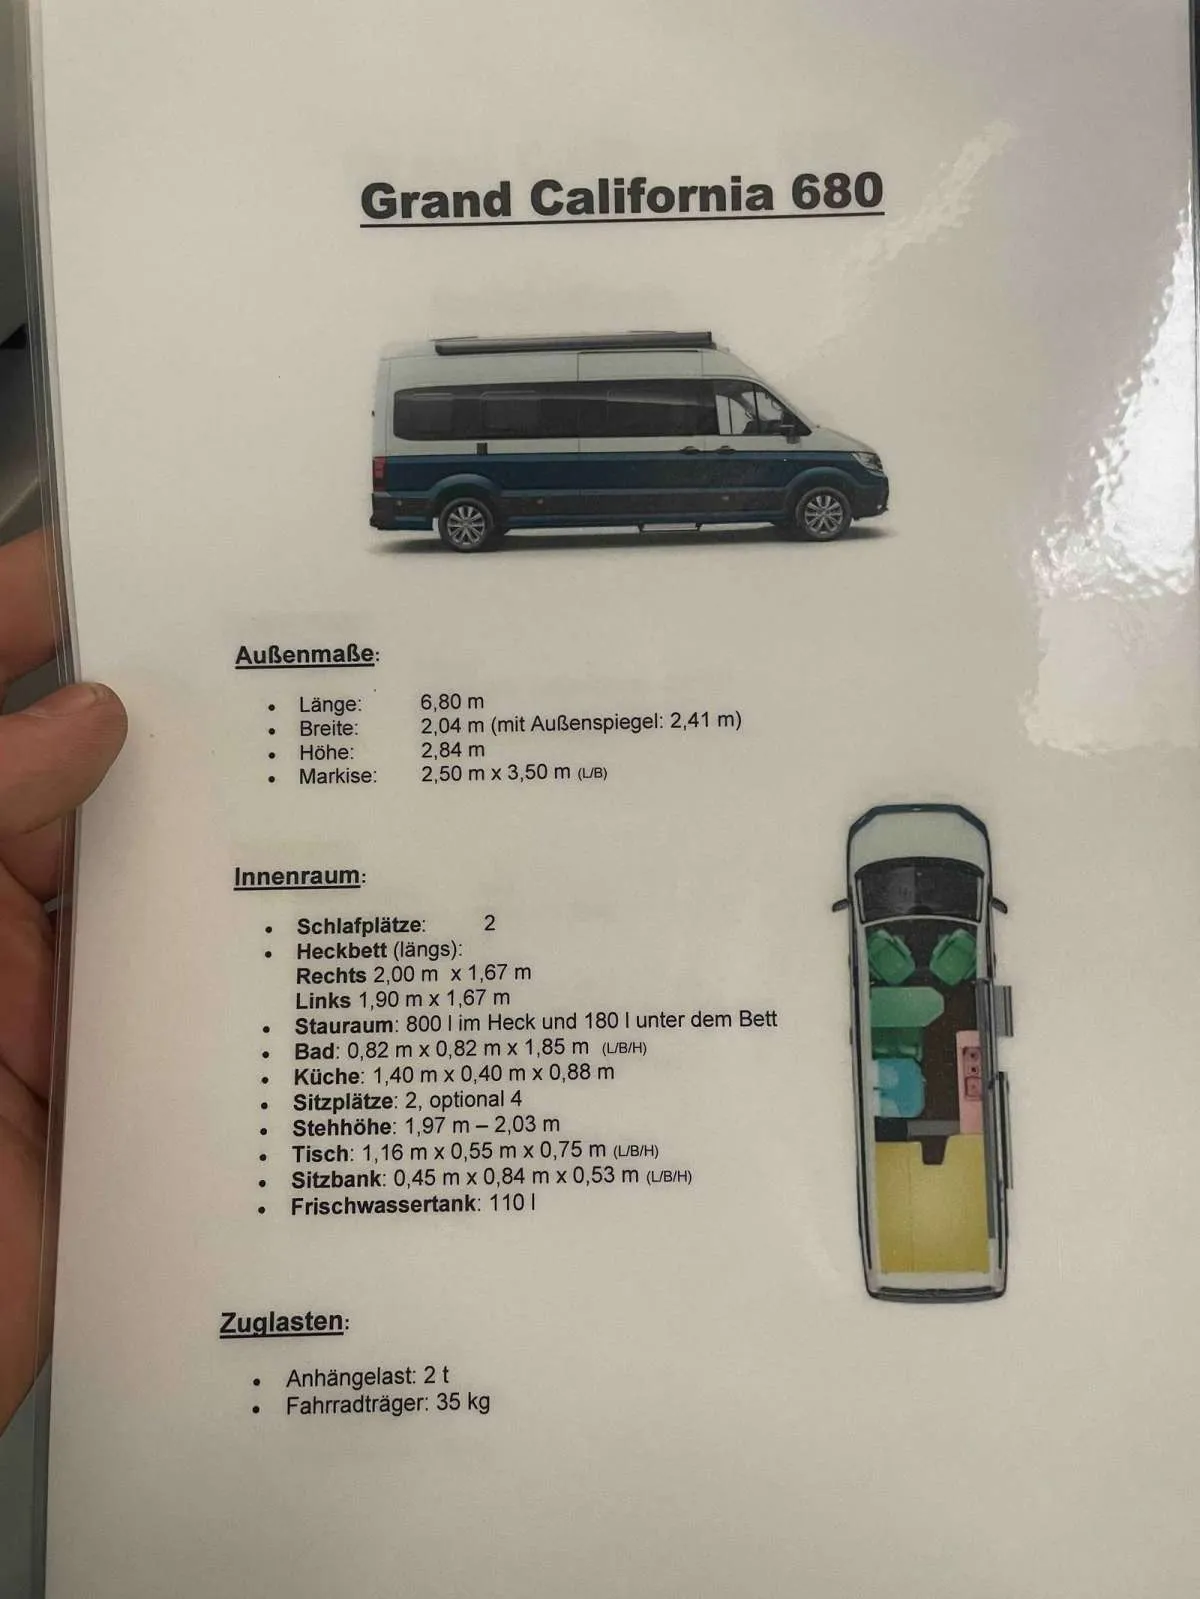 Grand California 680
Außenmaße:
• Länge: 6,80 m
• Breite: 2,04 m (mit Außenspiegel: 2,41 m)
• Höhe: 2,84 m
• Markise: 2,50 m x 3,50 m (L/B)
Innenraum:
• Schlafplätze: 2
• Heckbett (längs):
Rechts 2,00 m x 1,67 m
Links 1,90 m x 1,67 m
• Stauraum: 800 l im Heck und 180 l unter dem Bett
• Bad: 0,82 m x 0,82 m x 1,85 m (L/B/H)
• Küche: 1,40 m x 0,40 m x 0,88 m
• Sitzplätze: 2, optional 4
• Stehhöhe: 1,97 m – 2,03 m
• Tisch: 1,16 m x 0,55 m x 0,75 m (L/B/H)
• Sitzbank: 0,45 m x 0,84 m x 0,53 m (L/B/H)
• Frischwassertank: 110 l
Zuglasten:
• Anhängelast: 2 t
• Fahrradträger: 35 kg